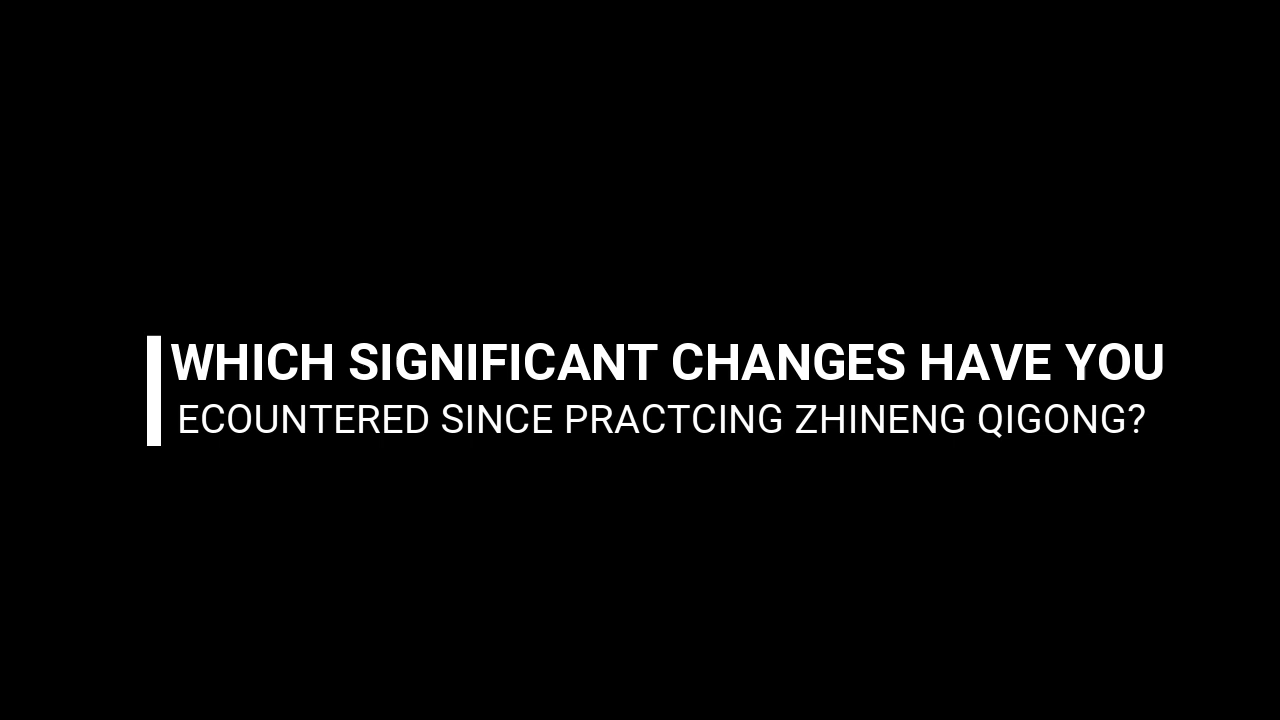 WHICH SIGNIFICANT CHANGES HAVE YOU
ECOUNTERED SINCE PRACTCING ZHINENG QIGONG?